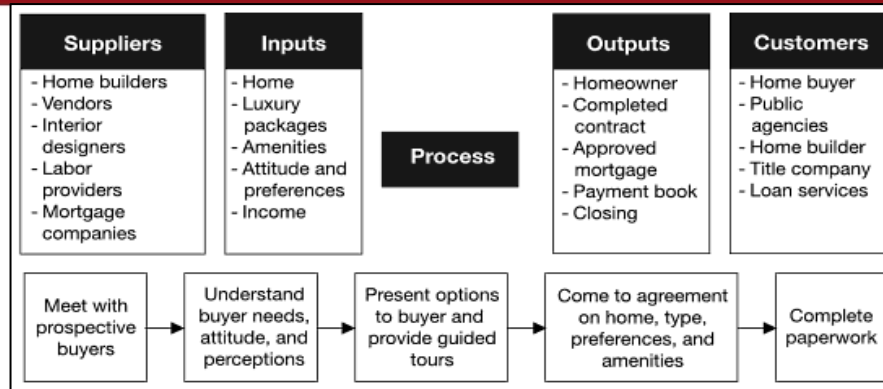 Suppliers
- Home builders
- Vendors
- Interior
designers
- Labor
providers
- Mortgage
companies
Inputs
- Home
- Luxury
packages
- Amenities
- Attitude and
preferences
- Income
Process
Outputs
- Homeowner
- Completed
contract
- Approved
mortgage
- Payment book
- Closing
Customers
- Home buyer
- Public
agencies
- Home builder
- Title company
- Loan services
Meet with
prospective
buyers
Understand
buyer needs,
attitude, and
perceptions
Present options
to buyer and
provide guided
tours
Come to agreement
on home, type,
preferences, and
amenities
Complete
paperwork